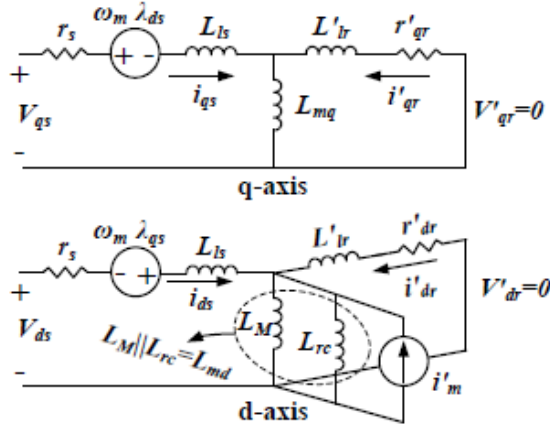 ω_m λ_ds L_ls L'_lr r'_qr
r_s
+ + - i_qs i'_qr
V_qs L_mq V'_qr=0
-
q-axis
ω_m λ_qs L_ls L'_lr r'_dr
r_s
+ - + i_ds i'_dr
V_ds L_M L_rc V'_dr=0
L_M||L_rc=L_md
- i'_m
d-axis